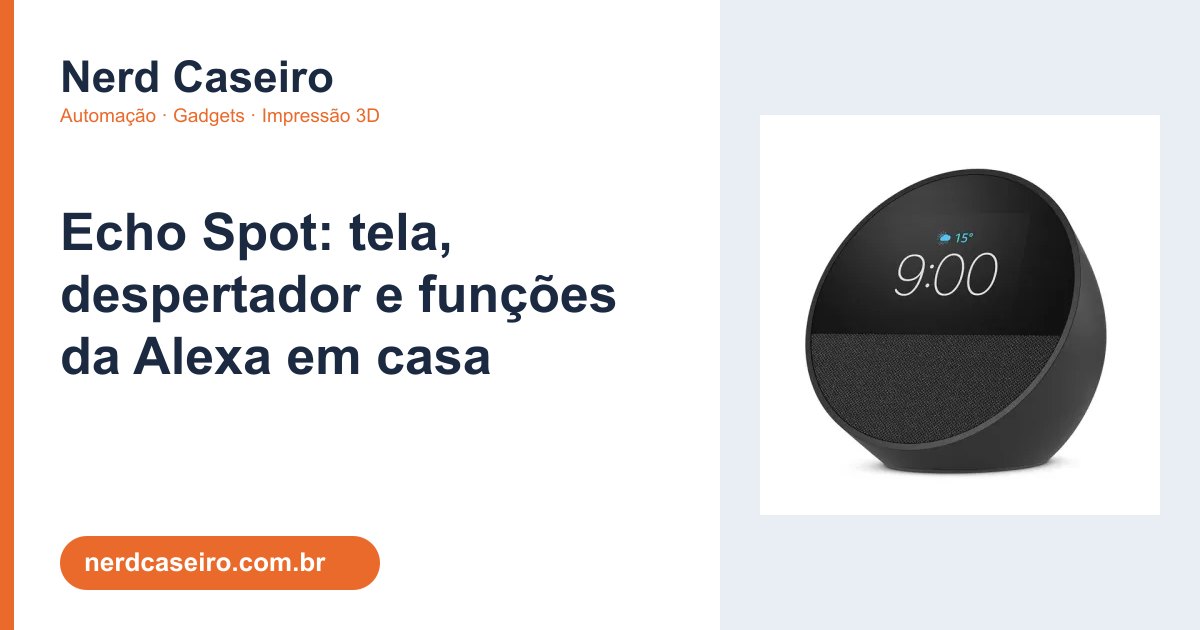 Nerd Caseiro
Automação · Gadgets · Impressão 3D
Echo Spot: tela,
despertador e funções
da Alexa em casa
nerdcaseiro.com.br
15°
9:00